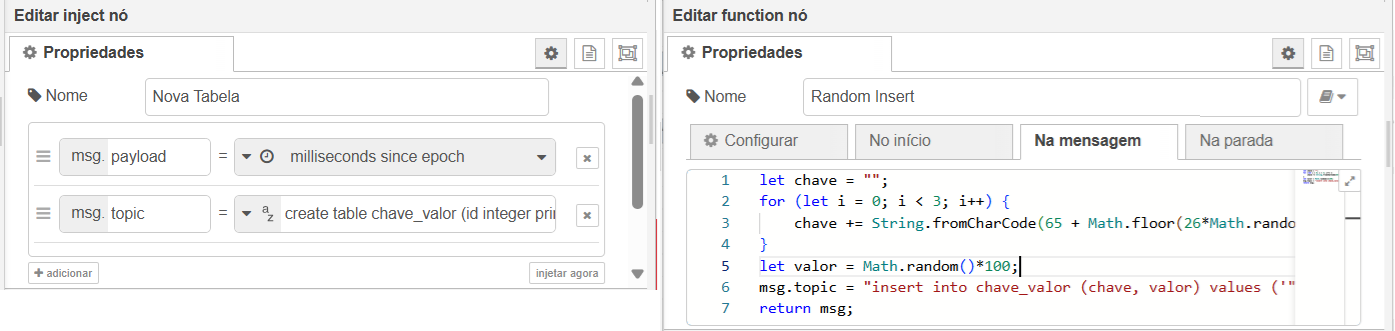 Editar inject nó
Propriedades
Nome
Nova Tabela
msg. payload = milliseconds since epoch
msg. topic = create table chave_valor (id integer prin
+ adicionar
injetar agora
Editar function nó
Propriedades
Nome
Random Insert
Configurar
No início
Na mensagem
Na parada
1 let chave = "";
2 for (let i = 0; i < 3; i++) {
3 chave += String.fromCharCode(65 + Math.floor(26*Math.rando
4 }
5 let valor = Math.random()*100;
6 msg.topic = "insert into chave_valor (chave, valor) values ('"
7 return msg;